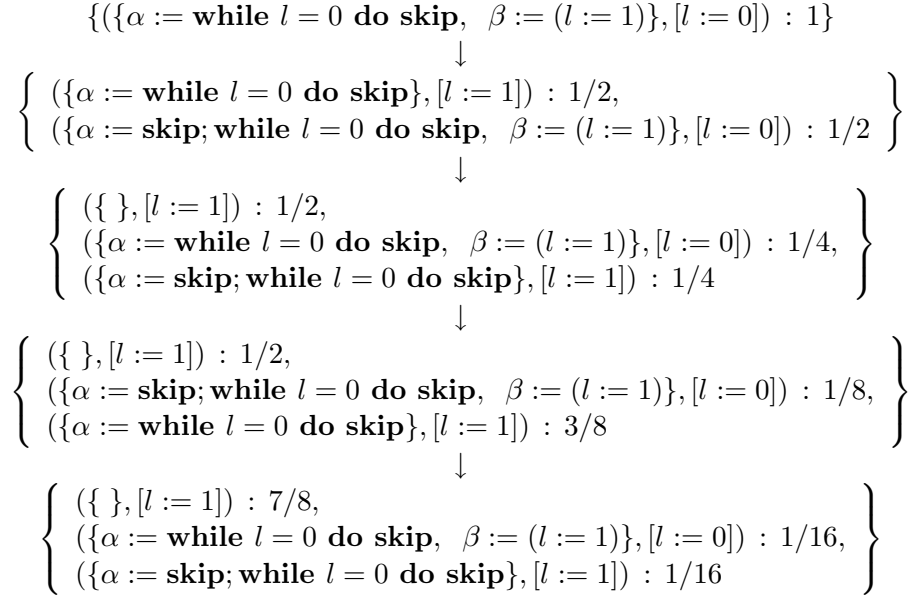 {({α := while l = 0 do skip, β := (l := 1)}, [l := 0]) : 1}
↓
({α := while l = 0 do skip}, [l := 1]) : 1/2,
({α := skip; while l = 0 do skip, β := (l := 1)}, [l := 0]) : 1/2
↓
({ }, [l := 1]) : 1/2,
({α := while l = 0 do skip, β := (l := 1)}, [l := 0]) : 1/4,
({α := skip; while l = 0 do skip}, [l := 1]) : 1/4
↓
({ }, [l := 1]) : 1/2,
({α := skip; while l = 0 do skip, β := (l := 1)}, [l := 0]) : 1/8,
({α := while l = 0 do skip}, [l := 1]) : 3/8
↓
({ }, [l := 1]) : 7/8,
({α := while l = 0 do skip, β := (l := 1)}, [l := 0]) : 1/16,
({α := skip; while l = 0 do skip}, [l := 1]) : 1/16